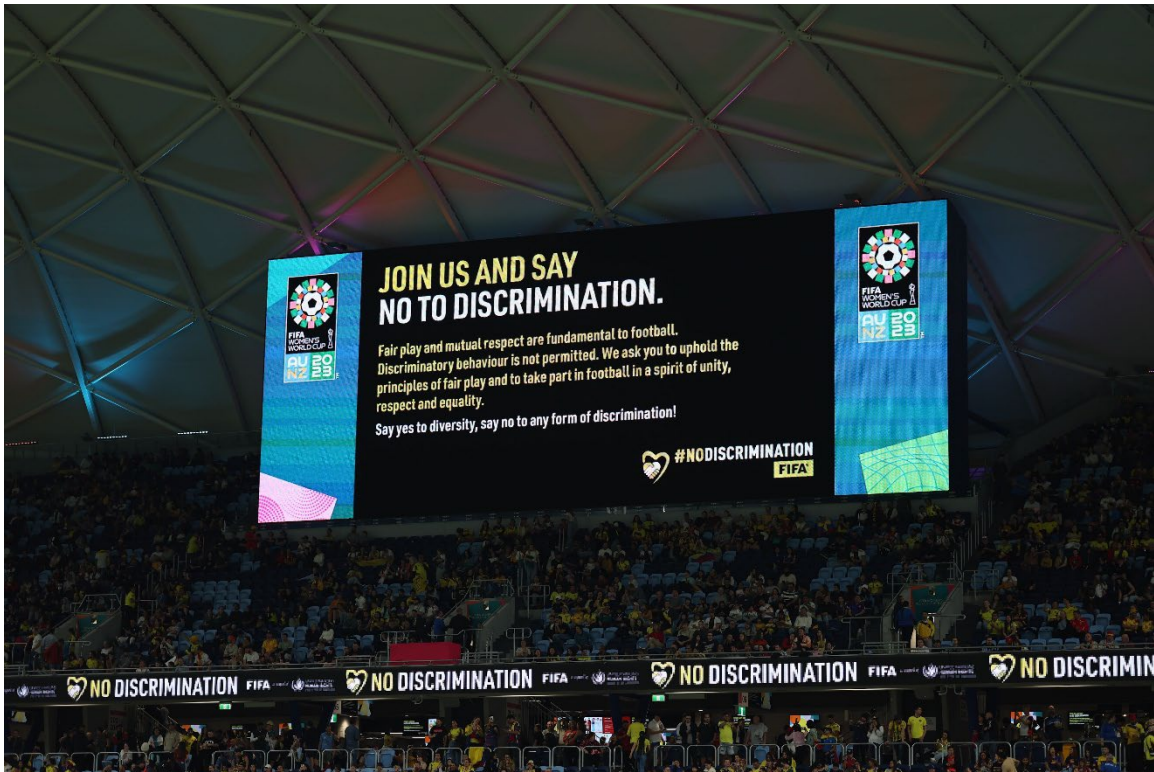 JOIN US AND SAY
NO TO DISCRIMINATION.
Fair play and mutual respect are fundamental to football.
Discriminatory behaviour is not permitted. We ask you to uphold the
principles of fair play and to take part in football in a spirit of unity,
respect and equality.
Say yes to diversity, say no to any form of discrimination!
#NODISCRIMINATION
FIFA
FIFA
WOMEN'S
WORLD CUP
AU 20
NZ 23
FIFA
WOMEN'S
WORLD CUP
AU 20
NZ 23
NO DISCRIMINATION FIFA HUMAN RIGHTS NO DISCRIMINATION FIFA HUMAN RIGHTS NO DISCRIMINATION FIFA NO DISCRIMIN